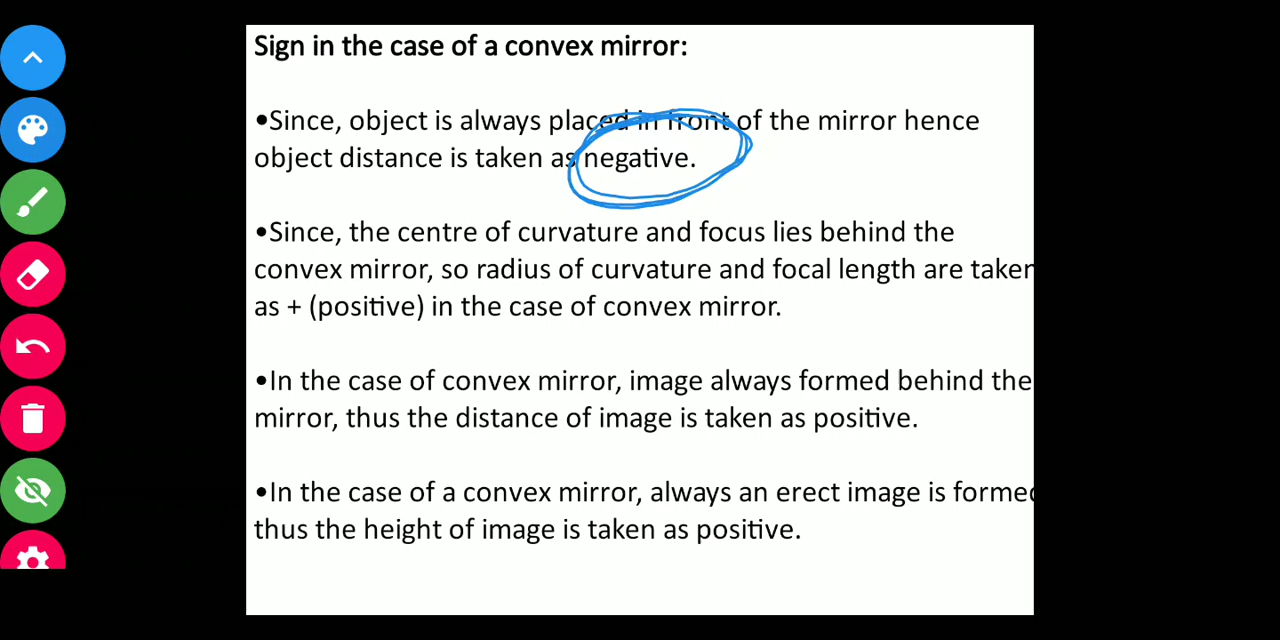 Sign in the case of a convex mirror:
•Since, object is always placed in front of the mirror hence
object distance is taken as negative.
•Since, the centre of curvature and focus lies behind the
convex mirror, so radius of curvature and focal length are taken
as + (positive) in the case of convex mirror.
•In the case of convex mirror, image always formed behind the
mirror, thus the distance of image is taken as positive.
•In the case of a convex mirror, always an erect image is formed
thus the height of image is taken as positive.